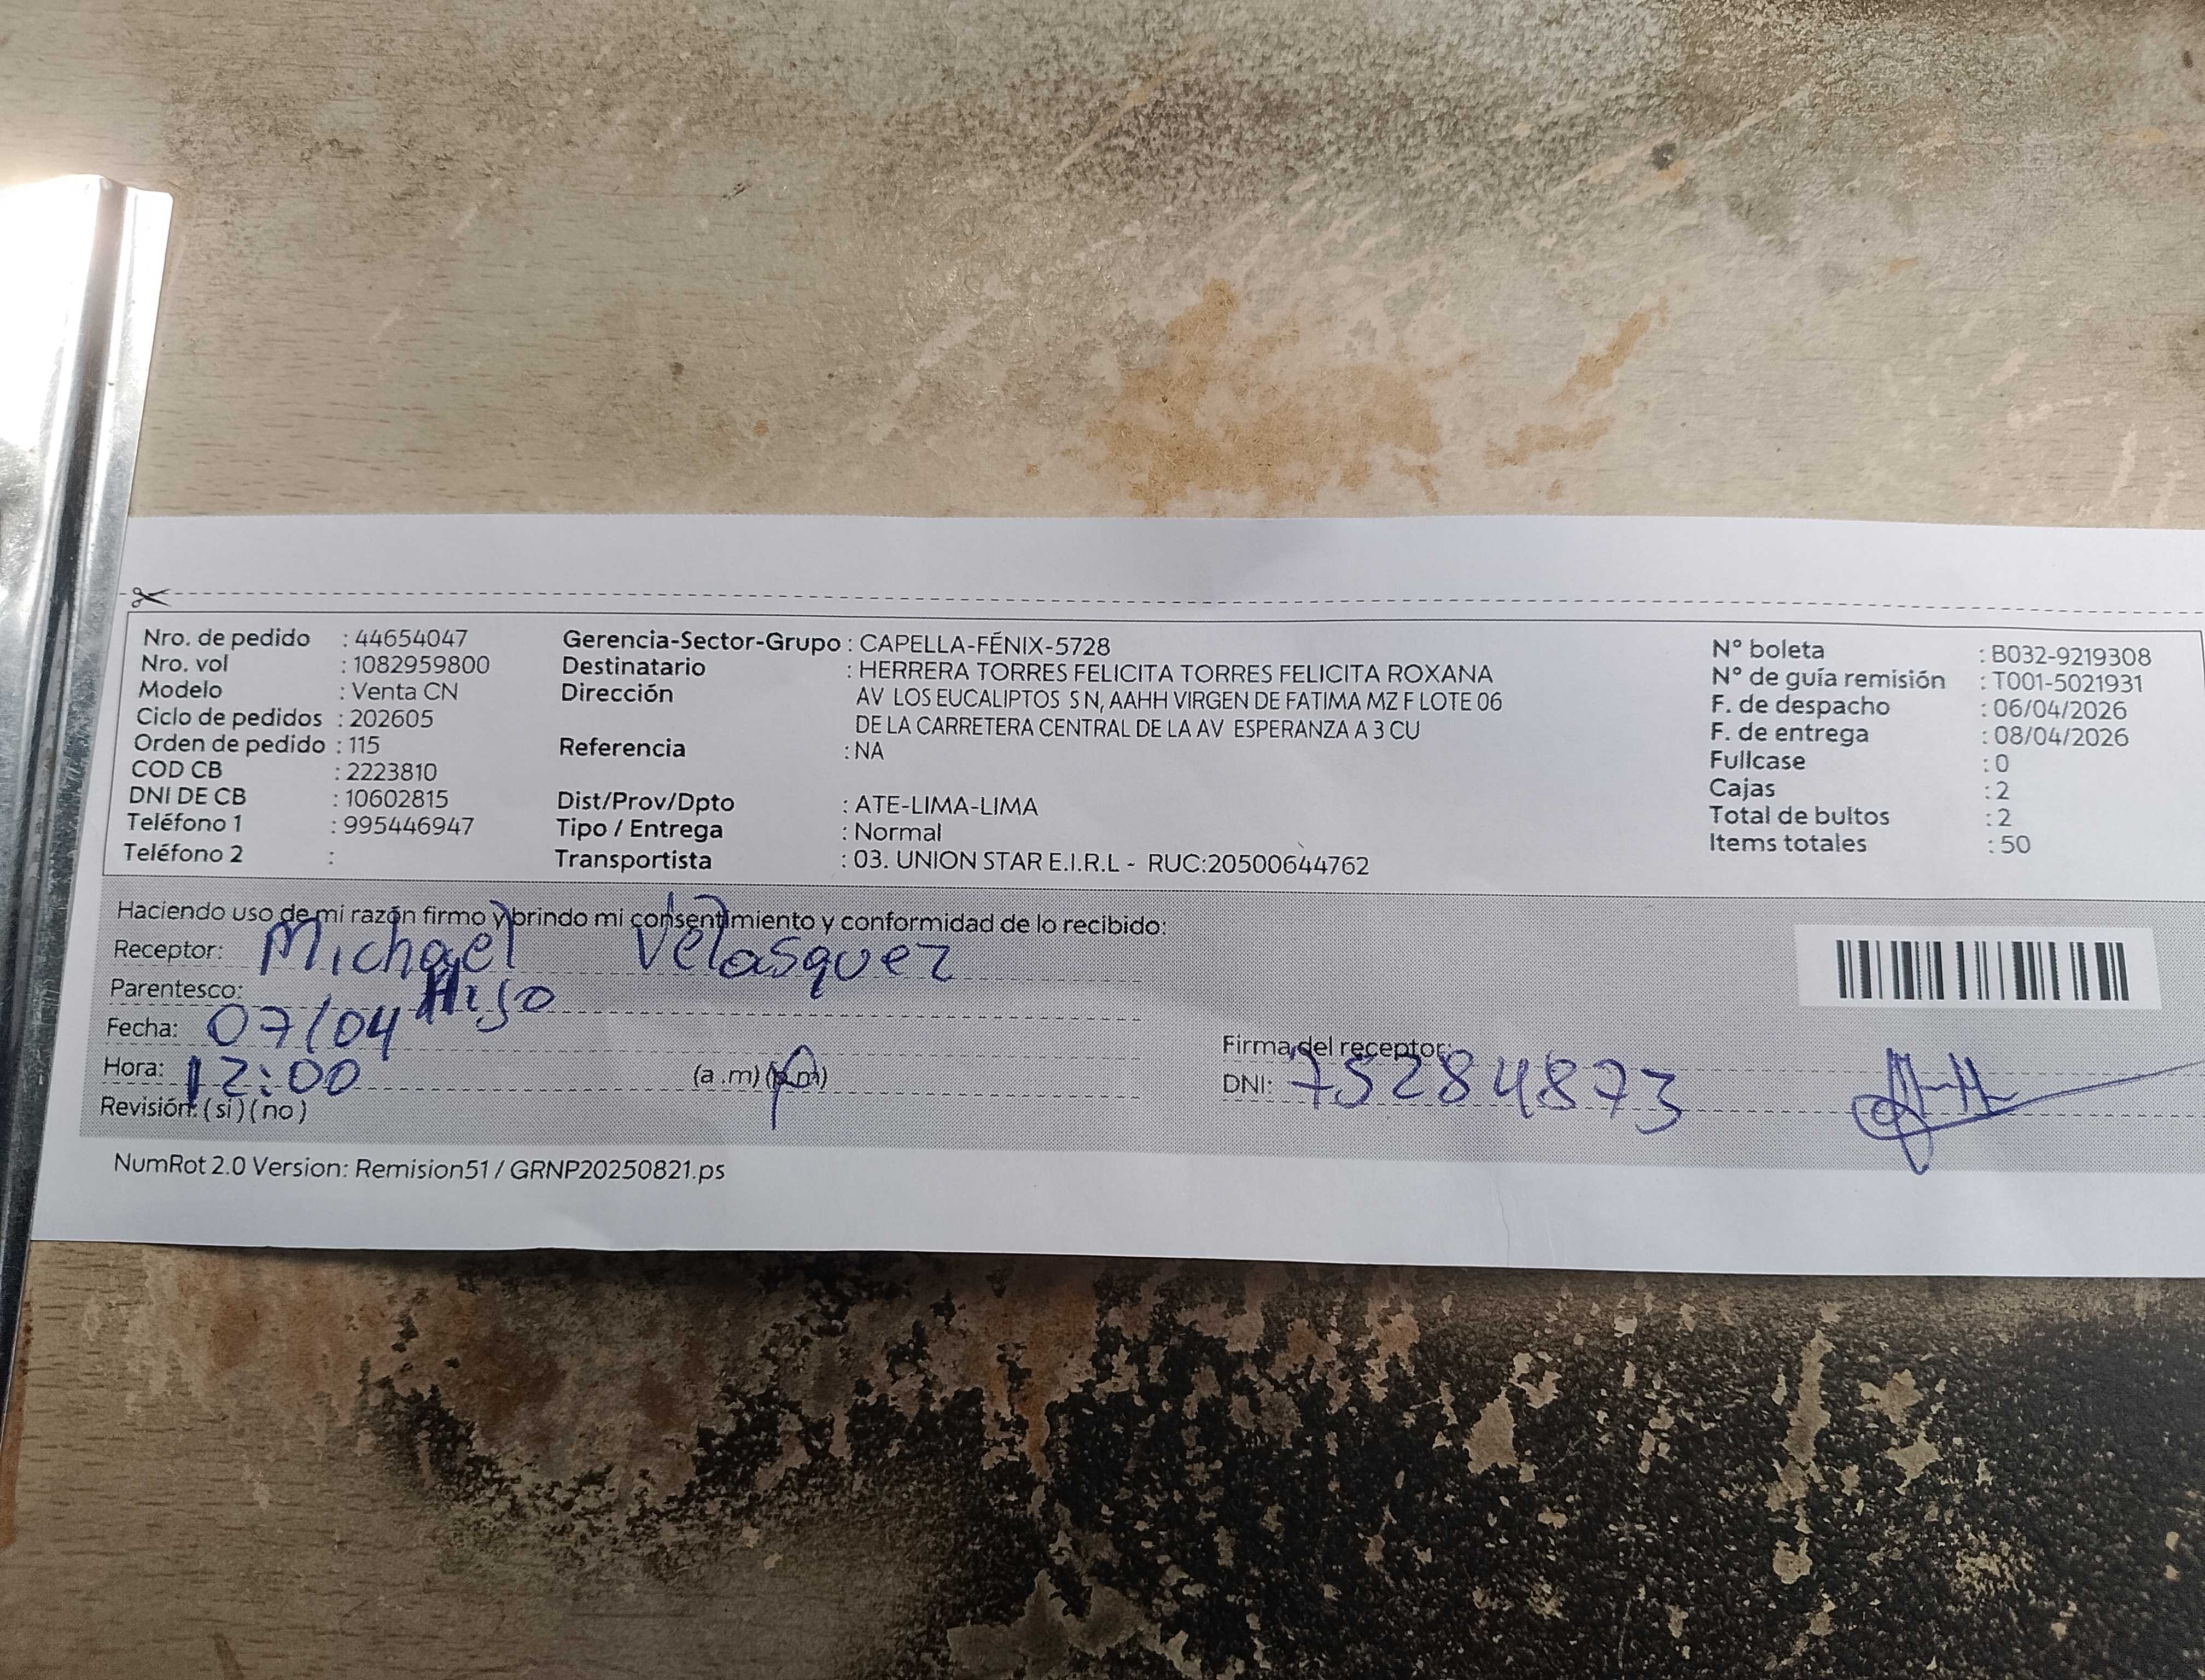 Nro. de pedido : 44654047
Nro. vol : 1082959800
Modelo : Venta CN
Ciclo de pedidos : 202605
Orden de pedido : 115
COD CB : 2223810
DNI DE CB : 10602815
Teléfono 1 : 995446947
Teléfono 2 :
Gerencia-Sector-Grupo : CAPELLA-FÉNIX-5728
Destinatario : HERRERA TORRES FELICITA TORRES FELICITA ROXANA
Dirección AV LOS EUCALIPTOS S N, AAHH VIRGEN DE FATIMA MZ F LOTE 06
DE LA CARRETERA CENTRAL DE LA AV ESPERANZA A 3 CU
Referencia : NA
Dist/Prov/Dpto : ATE-LIMA-LIMA
Tipo / Entrega : Normal
Transportista : 03. UNION STAR E.I.R.L - RUC:20500644762
N° boleta : B032-9219308
N° de guía remisión : T001-5021931
F. de despacho : 06/04/2026
F. de entrega : 08/04/2026
Fullcase : 0
Cajas : 2
Total de bultos : 2
Items totales : 50
Haciendo uso de mi razón firmo y brindo mi consentimiento y conformidad de lo recibido:
Receptor: Michael Velasquez
Parentesco: Hijo
Fecha: 07/04
Hora: 12:00 (a .m) (p.m)
Revisión: ( si ) ( no )
Firma del receptor:
DNI: 75284873
NumRot 2.0 Version: Remision51 / GRNP20250821.ps